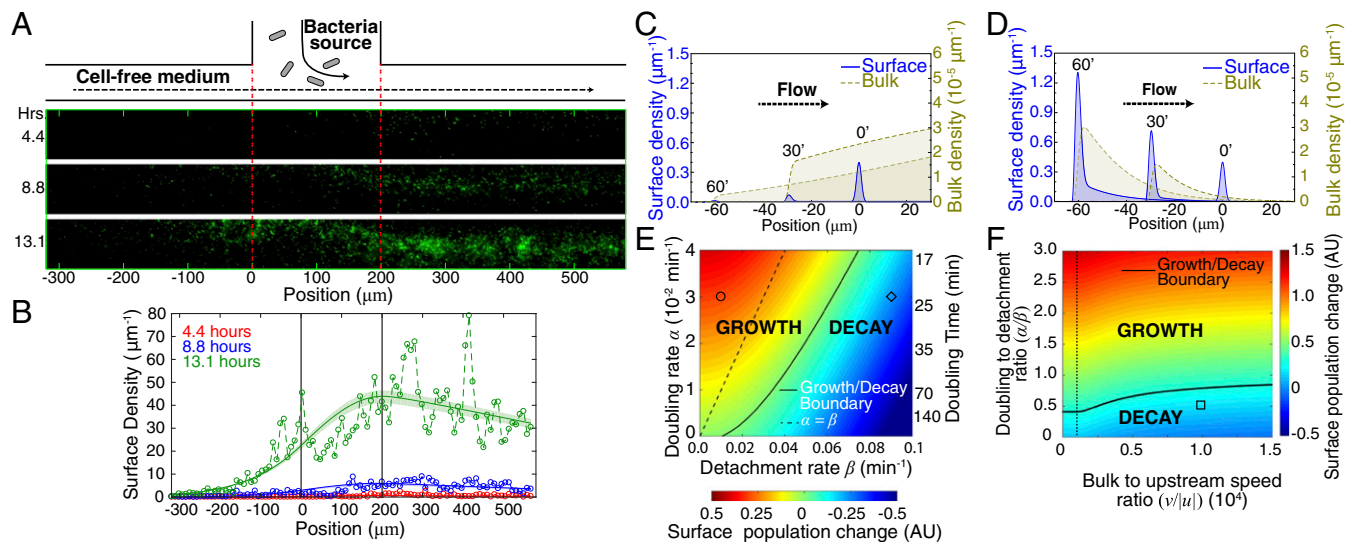 A
Bacteria
source
Cell-free medium
Hrs.
4.4
8.8
13.1
-300 -200 -100 0 100 200 300 400 500
Position (μm)
B
Surface Density (μm⁻¹)
80
70
60
50
40
30
20
10
0
4.4 hours
8.8 hours
13.1 hours
-300 -200 -100 0 100 200 300 400 500
Position (μm)
C
Surface density (μm⁻¹)
1.5
1.2
0.9
0.6
0.3
0.0
Surface
Bulk
Flow
60'
30'
0'
6
5
4
3
2
1
0
Bulk density (10⁻⁵ μm⁻¹)
-60 -40 -20 0 20
Position (μm)
D
Surface density (μm⁻¹)
1.5
1.2
0.9
0.6
0.3
0.0
60'
Surface
Bulk
Flow
30'
0'
6
5
4
3
2
1
0
Bulk density (10⁻⁵ μm⁻¹)
-60 -40 -20 0 20
Position (μm)
E
Doubling rate α (10⁻² min⁻¹)
4
3
2
1
0
GROWTH
DECAY
Growth/Decay
Boundary
α = β
17
25
35
70
140
Doubling Time (min)
0.0 0.02 0.04 0.06 0.08 0.1
Detachment rate β (min⁻¹)
0.5 0.25 0 -0.25 -0.5
Surface population change (AU)
F
Doubling to detachment
ratio (α/β)
3.0
2.5
2.0
1.5
1.0
0.5
0
Growth/Decay
Boundary
GROWTH
DECAY
0 0.5 1.0 1.5
Bulk to upstream speed
ratio (v/|u|) (10⁴)
1.5
1.0
0.5
0
-0.5
Surface population change (AU)